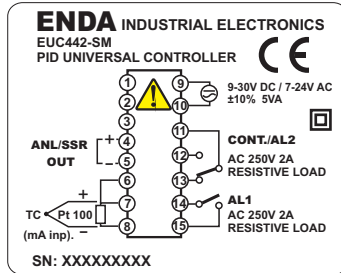 ENDA INDUSTRIAL ELECTRONICS
EUC442-SM
PID UNIVERSAL CONTROLLER
CE
1
2
3
4
5
6
7
8
9
10
11
12
13
14
15
9-30V DC / 7-24V AC
±10% 5VA
ANL/SSR
OUT
+
-
CONT./AL2
AC 250V 2A
RESISTIVE LOAD
AL1
AC 250V 2A
RESISTIVE LOAD
+
TC Pt 100
(mA inp.) −
SN: XXXXXXXXX